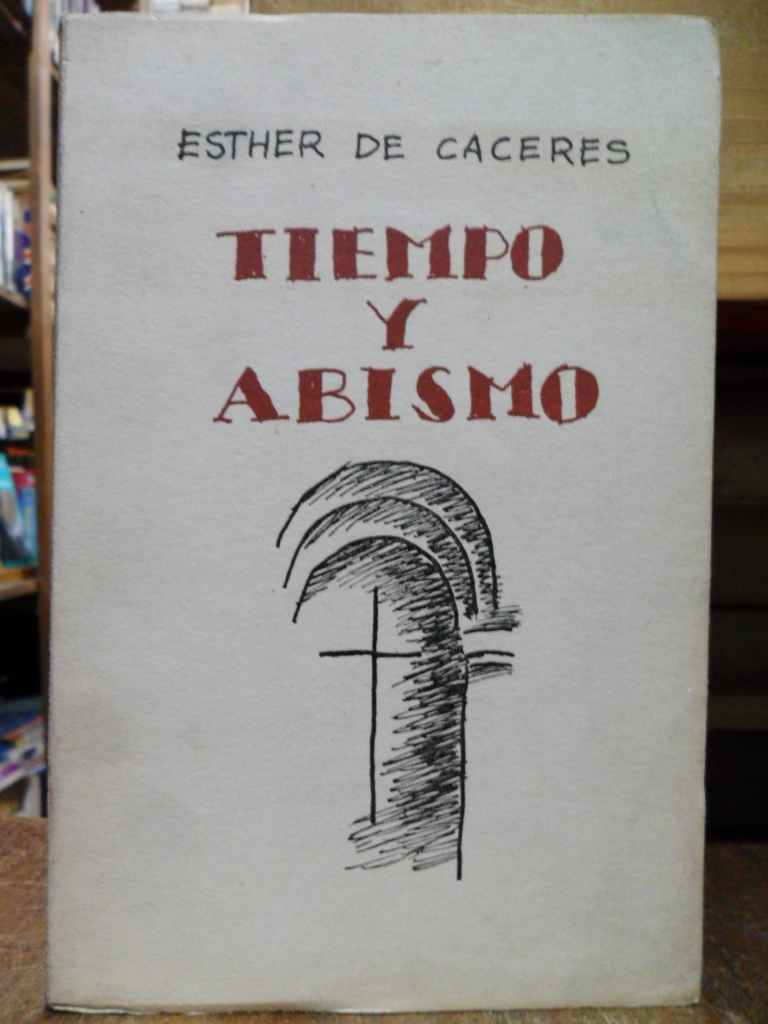 ESTHER DE CACERES
TIEMPO
Y
ABISMO